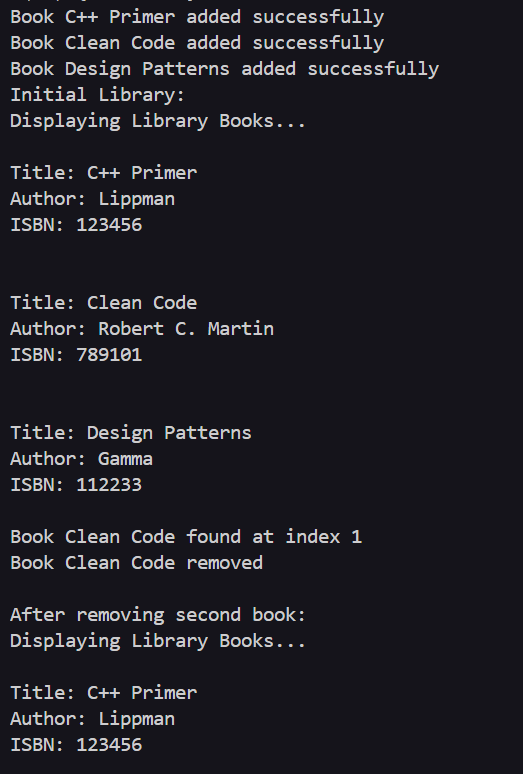 Book C++ Primer added successfully
Book Clean Code added successfully
Book Design Patterns added successfully
Initial Library:
Displaying Library Books...
Title: C++ Primer
Author: Lippman
ISBN: 123456
Title: Clean Code
Author: Robert C. Martin
ISBN: 789101
Title: Design Patterns
Author: Gamma
ISBN: 112233
Book Clean Code found at index 1
Book Clean Code removed
After removing second book:
Displaying Library Books...
Title: C++ Primer
Author: Lippman
ISBN: 123456